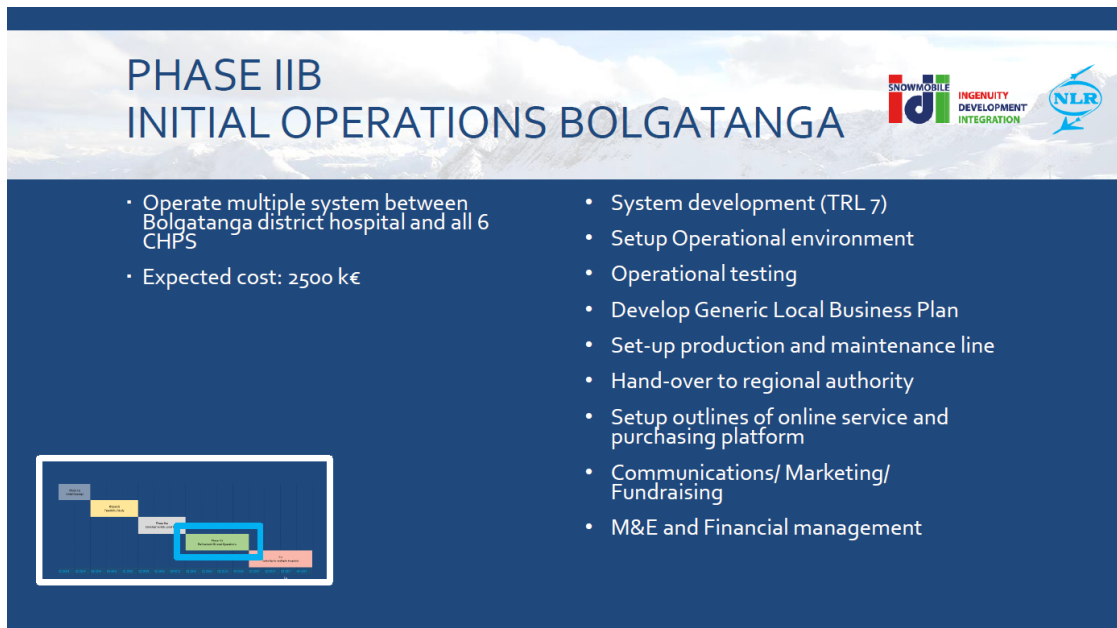 PHASE IIB
INITIAL OPERATIONS BOLGATANGA
SNOWMOBILE
idi
INGENUITY
DEVELOPMENT
INTEGRATION
NLR
▪ Operate multiple system between
Bolgatanga district hospital and all 6
CHPS
▪ Expected cost: 2500 k€
• System development (TRL 7)
• Setup Operational environment
• Operational testing
• Develop Generic Local Business Plan
• Set-up production and maintenance line
• Hand-over to regional authority
• Setup outlines of online service and
purchasing platform
• Communications/ Marketing/
Fundraising
• M&E and Financial management